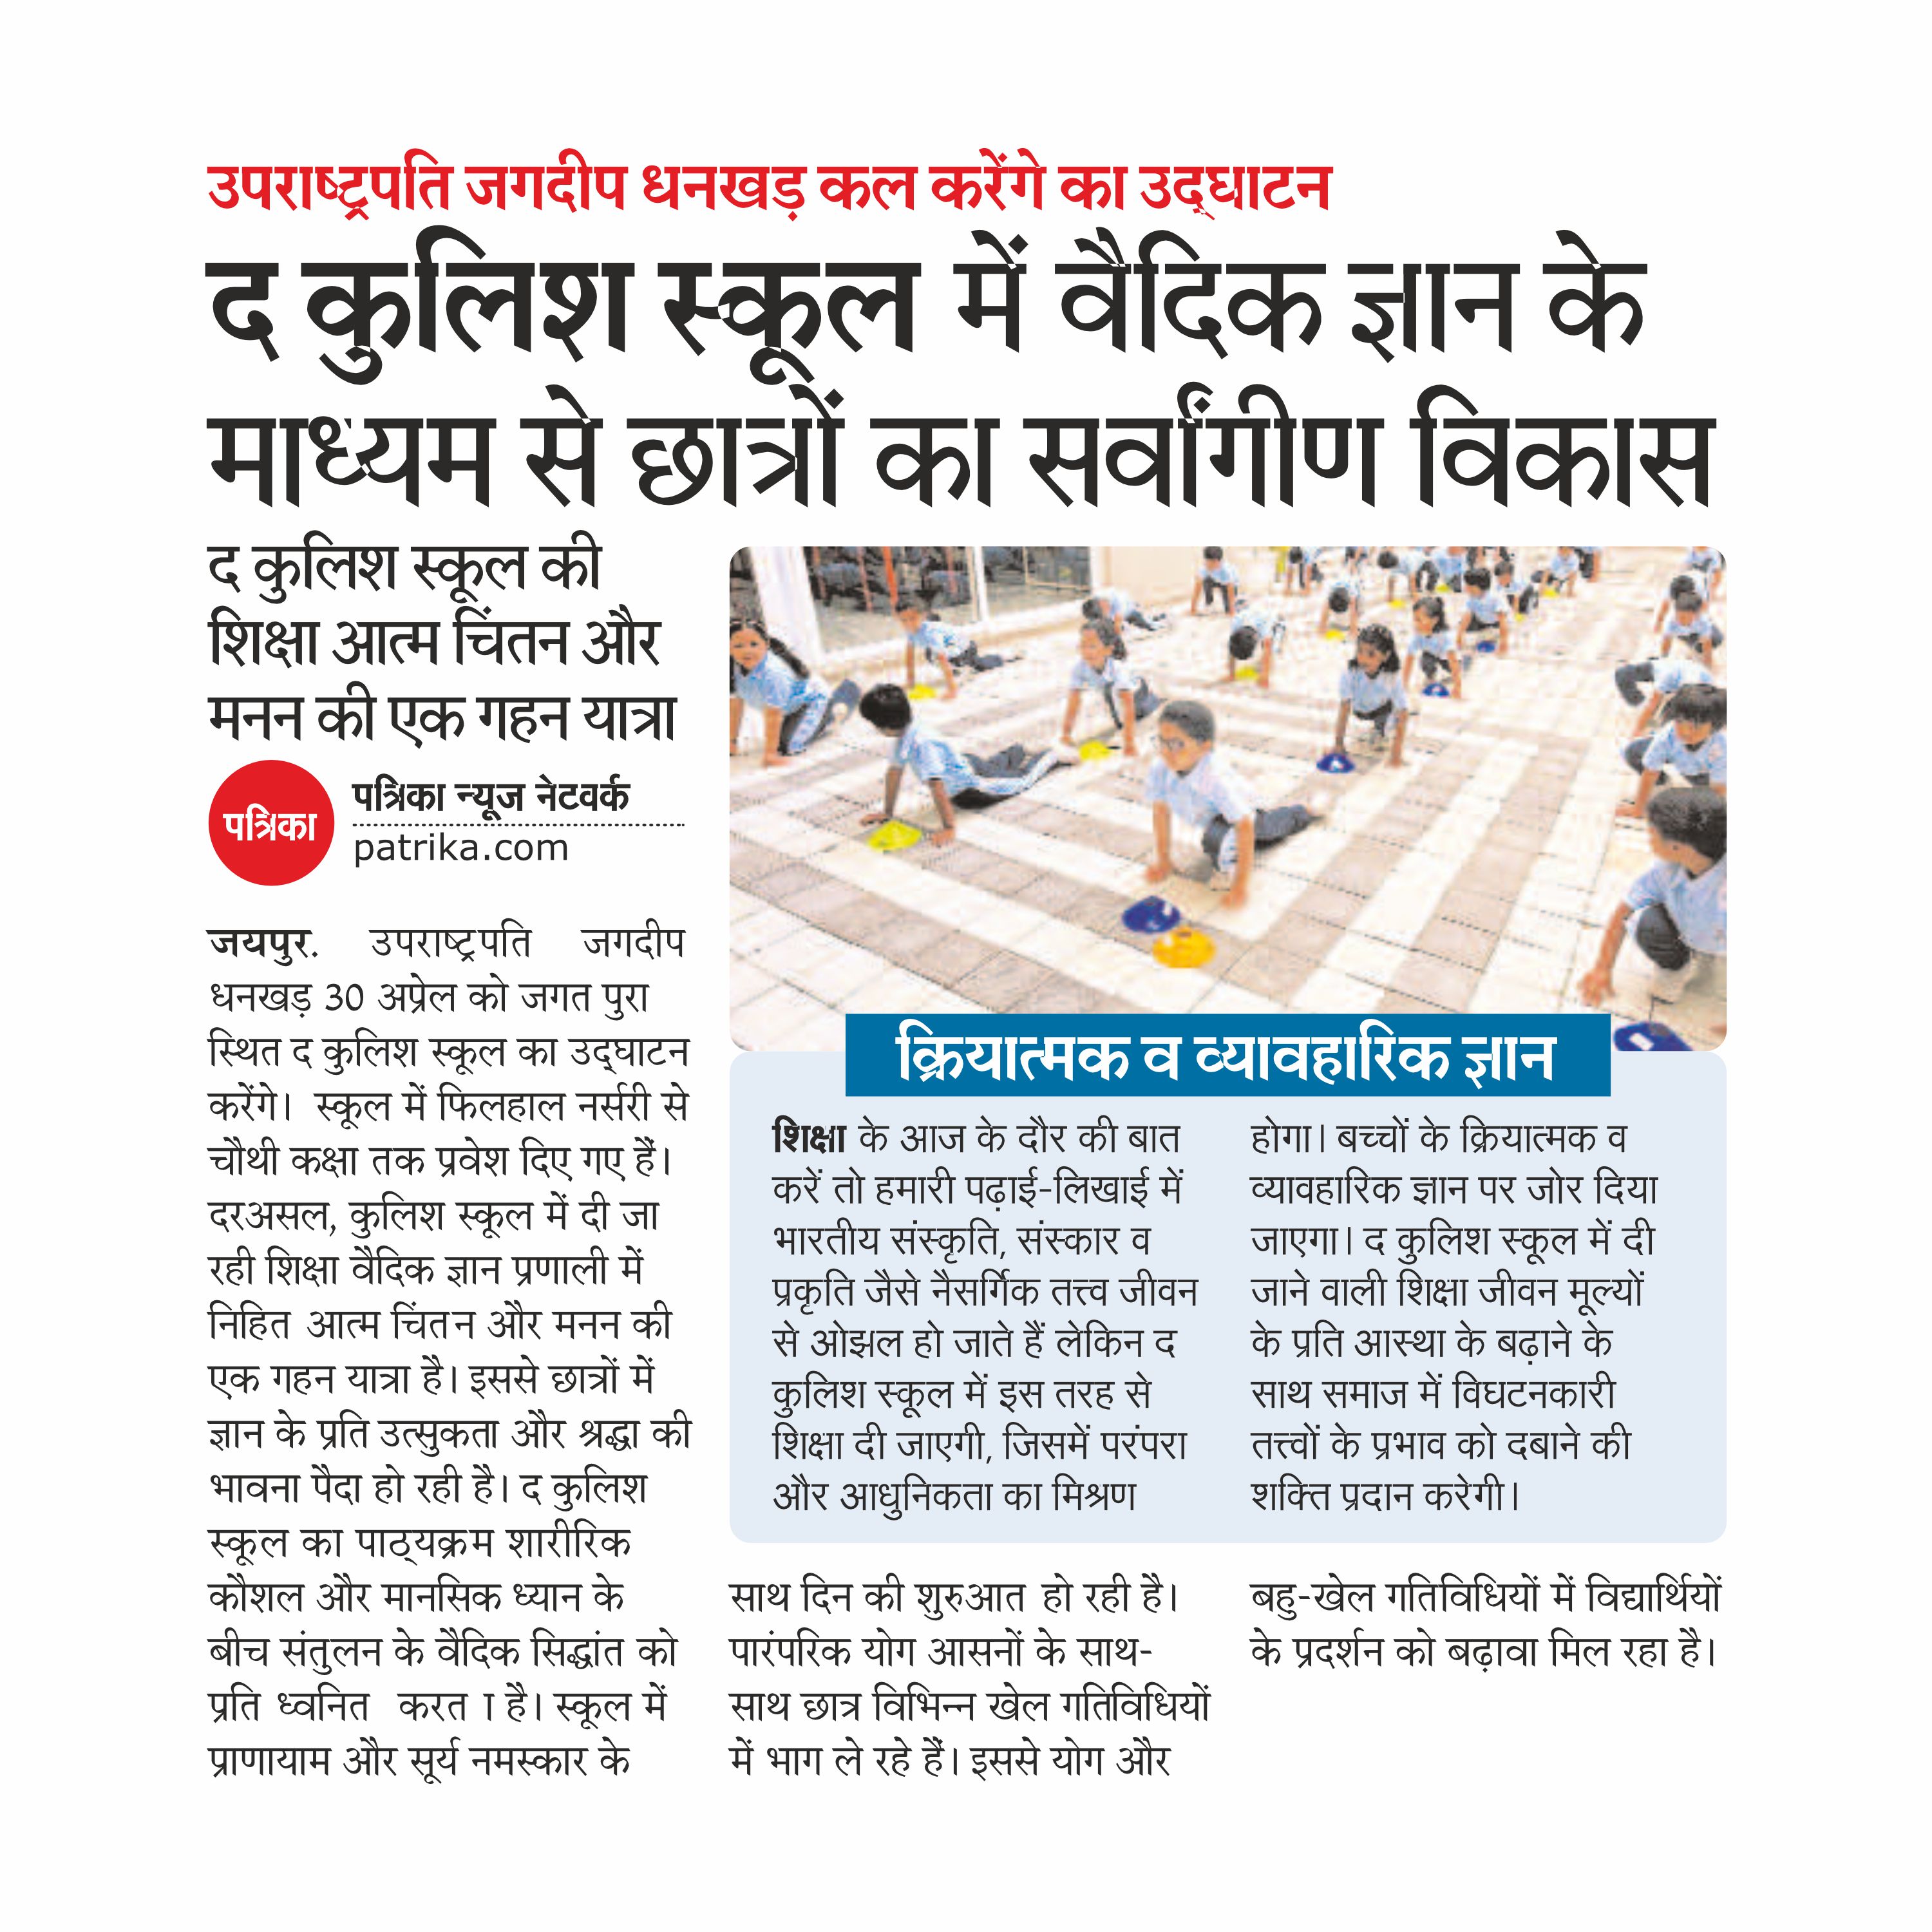 उपराष्ट्रपति जगदीप धनखड़ कल करेंगे का उद्घाटन
द कुलिश स्कूल में वैदिक ज्ञान के
माध्यम से छात्रों का सर्वांगीण विकास
द कुलिश स्कूल की
शिक्षा आत्म चिंतन और
मनन की एक गहन यात्रा
पत्रिका
पत्रिका न्यूज नेटवर्क
patrika.com
जयपुर. उपराष्ट्रपति जगदीप
धनखड़ 30 अप्रेल को जगत पुरा
स्थित द कुलिश स्कूल का उद्घाटन
करेंगे। स्कूल में फिलहाल नर्सरी से
चौथी कक्षा तक प्रवेश दिए गए हैं।
दरअसल, कुलिश स्कूल में दी जा
रही शिक्षा वैदिक ज्ञान प्रणाली में
निहित आत्म चिंतन और मनन की
एक गहन यात्रा है। इससे छात्रों में
ज्ञान के प्रति उत्सुकता और श्रद्धा की
भावना पैदा हो रही है। द कुलिश
स्कूल का पाठ्यक्रम शारीरिक
कौशल और मानसिक ध्यान के
बीच संतुलन के वैदिक सिद्धांत को
प्रति ध्वनित करत ा है। स्कूल में
प्राणायाम और सूर्य नमस्कार के
साथ दिन की शुरुआत हो रही है।
पारंपरिक योग आसनों के साथ-
साथ छात्र विभिन्न खेल गतिविधियों
में भाग ले रहे हैं। इससे योग और
बहु-खेल गतिविधियों में विद्यार्थियों
के प्रदर्शन को बढ़ावा मिल रहा है।
क्रियात्मक व व्यावहारिक ज्ञान
शिक्षा के आज के दौर की बात
करें तो हमारी पढ़ाई-लिखाई में
भारतीय संस्कृति, संस्कार व
प्रकृति जैसे नैसर्गिक तत्त्व जीवन
से ओझल हो जाते हैं लेकिन द
कुलिश स्कूल में इस तरह से
शिक्षा दी जाएगी, जिसमें परंपरा
और आधुनिकता का मिश्रण
होगा। बच्चों के क्रियात्मक व
व्यावहारिक ज्ञान पर जोर दिया
जाएगा। द कुलिश स्कूल में दी
जाने वाली शिक्षा जीवन मूल्यों
के प्रति आस्था के बढ़ाने के
साथ समाज में विघटनकारी
तत्त्वों के प्रभाव को दबाने की
शक्ति प्रदान करेगी।